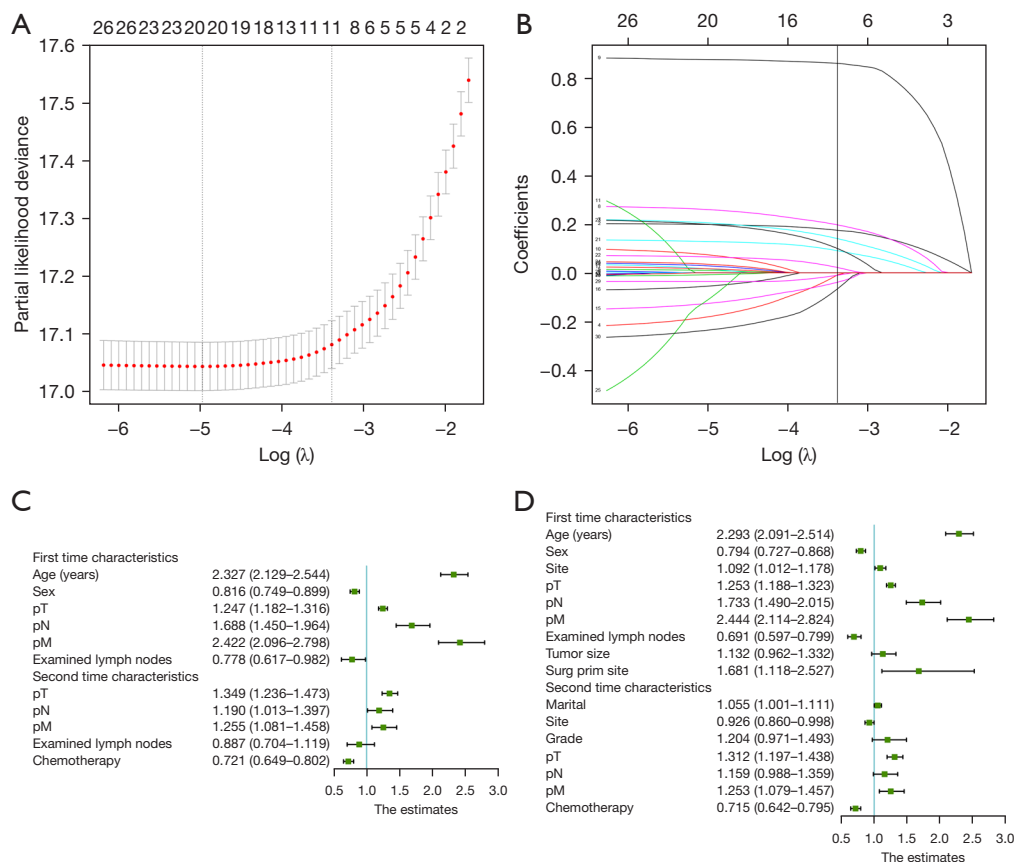 A
26 26 23 23 20 20 19 18 13 11 11 8 6 5 5 4 2 2
17.6
17.5
17.4
17.3
17.2
17.1
17.0
Partial likelihood deviance
−6 −5 −4 −3 −2
Log (λ)
B
26 20 16 6 3
0.8
0.6
0.4
0.2
0.0
−0.2
−0.4
Coefficients
9
11
8
21
10
22
29
16
15
4
30
25
−6 −5 −4 −3 −2
Log (λ)
C
First time characteristics
Age (years) 2.327 (2.129–2.544)
Sex 0.816 (0.749–0.899)
pT 1.247 (1.182–1.316)
pN 1.688 (1.450–1.964)
pM 2.422 (2.096–2.798)
Examined lymph nodes 0.778 (0.617–0.982)
Second time characteristics
pT 1.349 (1.236–1.473)
pN 1.190 (1.013–1.397)
pM 1.255 (1.081–1.458)
Examined lymph nodes 0.887 (0.704–1.119)
Chemotherapy 0.721 (0.649–0.802)
0.5 1.0 1.5 2.0 2.5 3.0
The estimates
D
First time characteristics
Age (years) 2.293 (2.091–2.514)
Sex 0.794 (0.727–0.868)
Site 1.092 (1.012–1.178)
pT 1.253 (1.188–1.323)
pN 1.733 (1.490–2.015)
pM 2.444 (2.114–2.824)
Examined lymph nodes 0.691 (0.597–0.799)
Tumor size 1.132 (0.962–1.332)
Surg prim site 1.681 (1.118–2.527)
Second time characteristics
Marital 1.055 (1.001–1.111)
Site 0.926 (0.860–0.998)
Grade 1.204 (0.971–1.493)
pT 1.312 (1.197–1.438)
pN 1.159 (0.988–1.359)
pM 1.253 (1.079–1.457)
Chemotherapy 0.715 (0.642–0.795)
0.5 1.0 1.5 2.0 2.5 3.0
The estimates